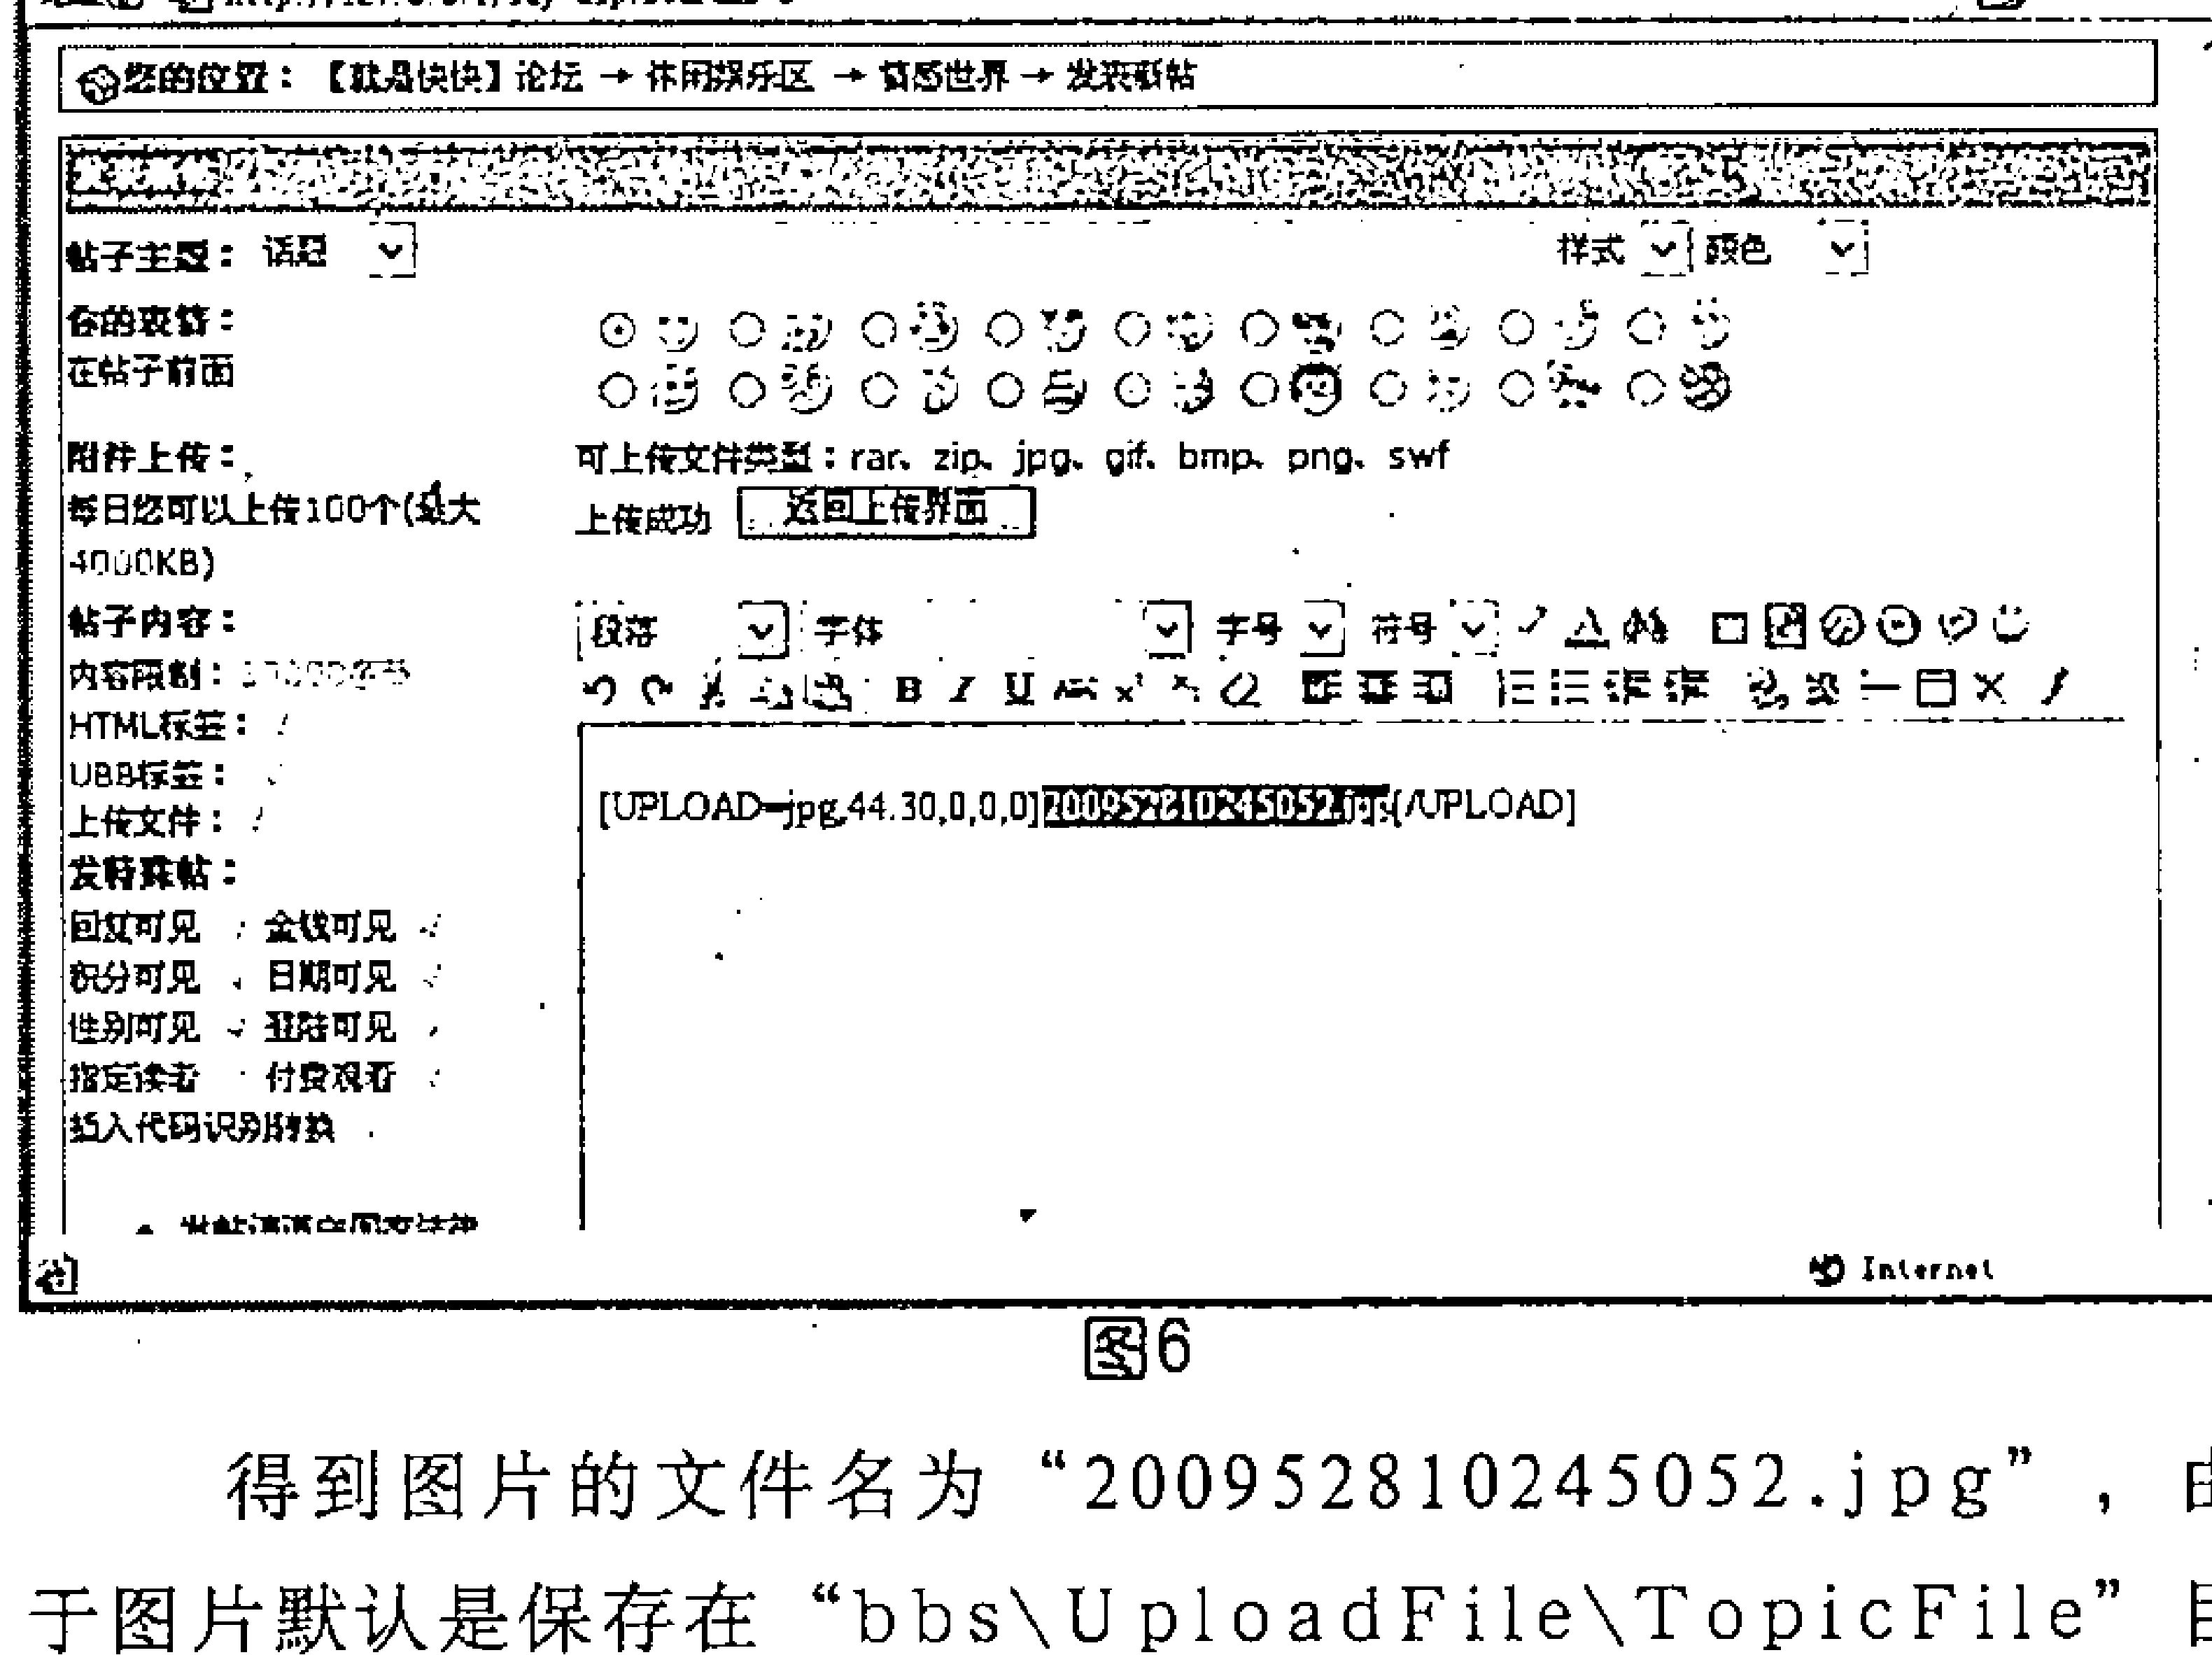 您的位置：【就是快快】论坛 → 休闲娱乐区 → 情感世界 → 发表新帖
帖子主题： 话题 样式 颜色
你的表情：
在帖子前面
附件上传： 可上传文件类型：rar、zip、jpg、gif、bmp、png、swf
每日您可以上传100个(最大 上传成功 返回上传界面
4000KB)
帖子内容： 段落 字体 字号 符号
内容限制：
HTML标签：
UBB标签：
[UPLOAD=jpg,44.30,0,0,0]200952810245052.jpg[/UPLOAD]
上传文件：
发特殊帖：
回复可见 金钱可见
积分可见 日期可见
性别可见 登陆可见
指定读者 付费观看
插入代码识别转换
Internet
图6
得到图片的文件名为“200952810245052.jpg”，由
于图片默认是保存在“bbs\UploadFile\TopicFile”目